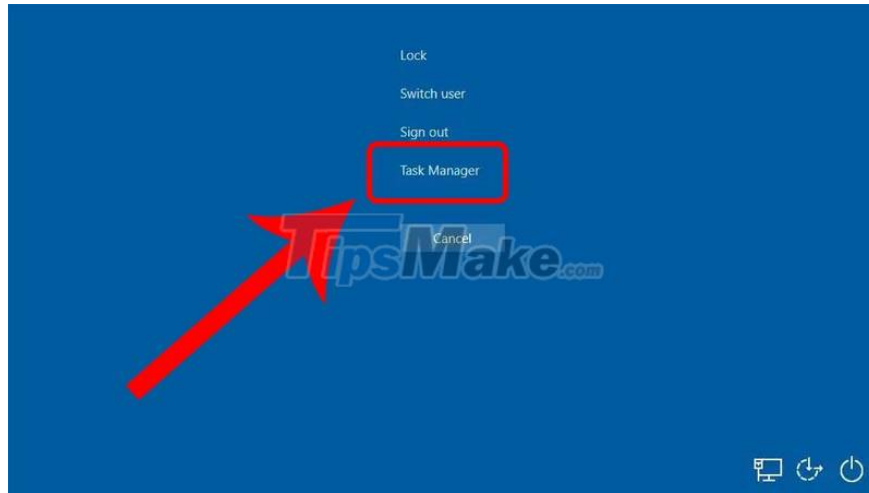 Lock
Switch user
Sign out
Task Manager
Cancel
TipsMake.com